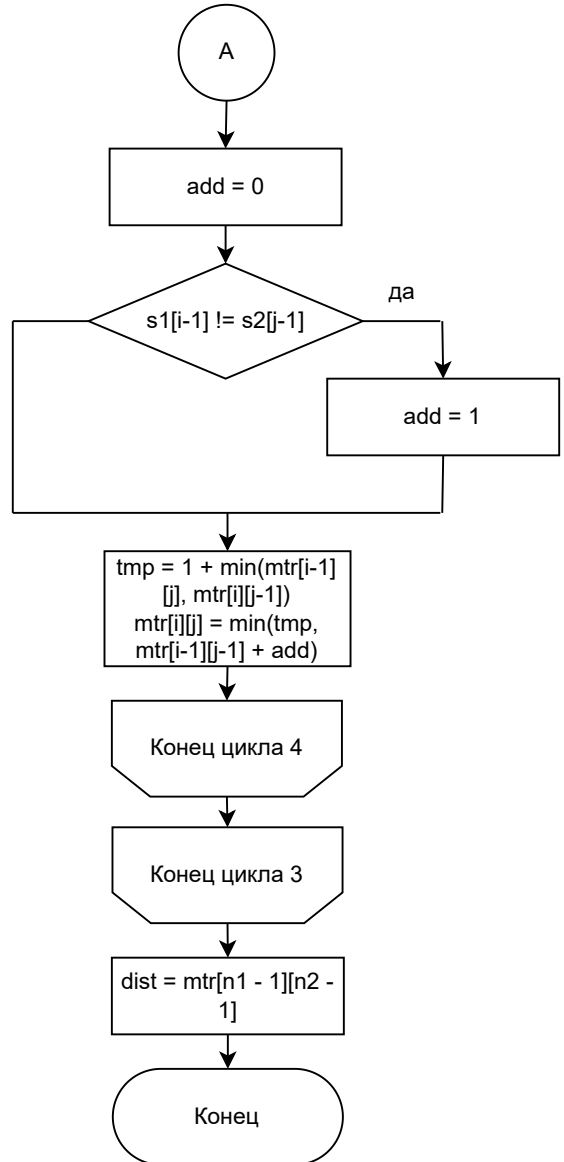 A
add = 0
s1[i-1] != s2[j-1]
да
add = 1
tmp = 1 + min(mtr[i-1]
[j], mtr[i][j-1])
mtr[i][j] = min(tmp,
mtr[i-1][j-1] + add)
Конец цикла 4
Конец цикла 3
dist = mtr[n1 - 1][n2 -
1]
Конец